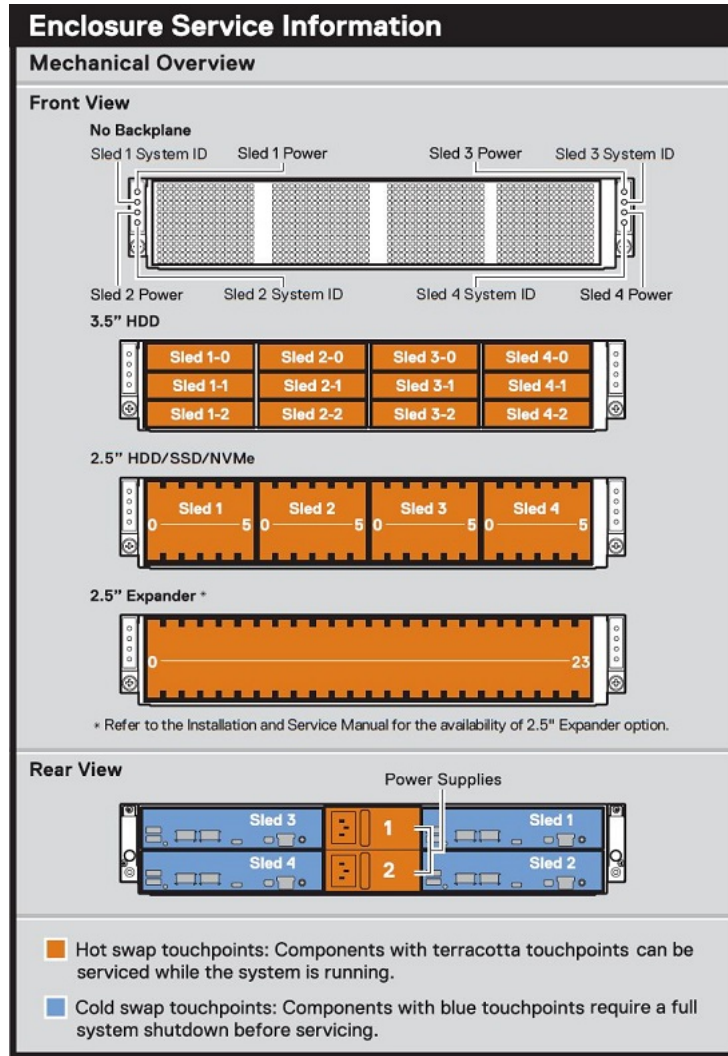 Enclosure Service Information
Mechanical Overview
Front View
No Backplane
Sled 1 System ID Sled 1 Power Sled 3 Power Sled 3 System ID
Sled 2 Power Sled 2 System ID Sled 4 System ID Sled 4 Power
3.5” HDD
Sled 1-0 Sled 2-0 Sled 3-0 Sled 4-0
Sled 1-1 Sled 2-1 Sled 3-1 Sled 4-1
Sled 1-2 Sled 2-2 Sled 3-2 Sled 4-2
2.5” HDD/SSD/NVMe
Sled 1 Sled 2 Sled 3 Sled 4
0 5 0 5 0 5 0 5
2.5” Expander *
0 23
* Refer to the Installation and Service Manual for the availability of 2.5" Expander option.
Rear View
Power Supplies
Sled 3 1 Sled 1
Sled 4 2 Sled 2
Hot swap touchpoints: Components with terracotta touchpoints can be
serviced while the system is running.
Cold swap touchpoints: Components with blue touchpoints require a full
system shutdown before servicing.